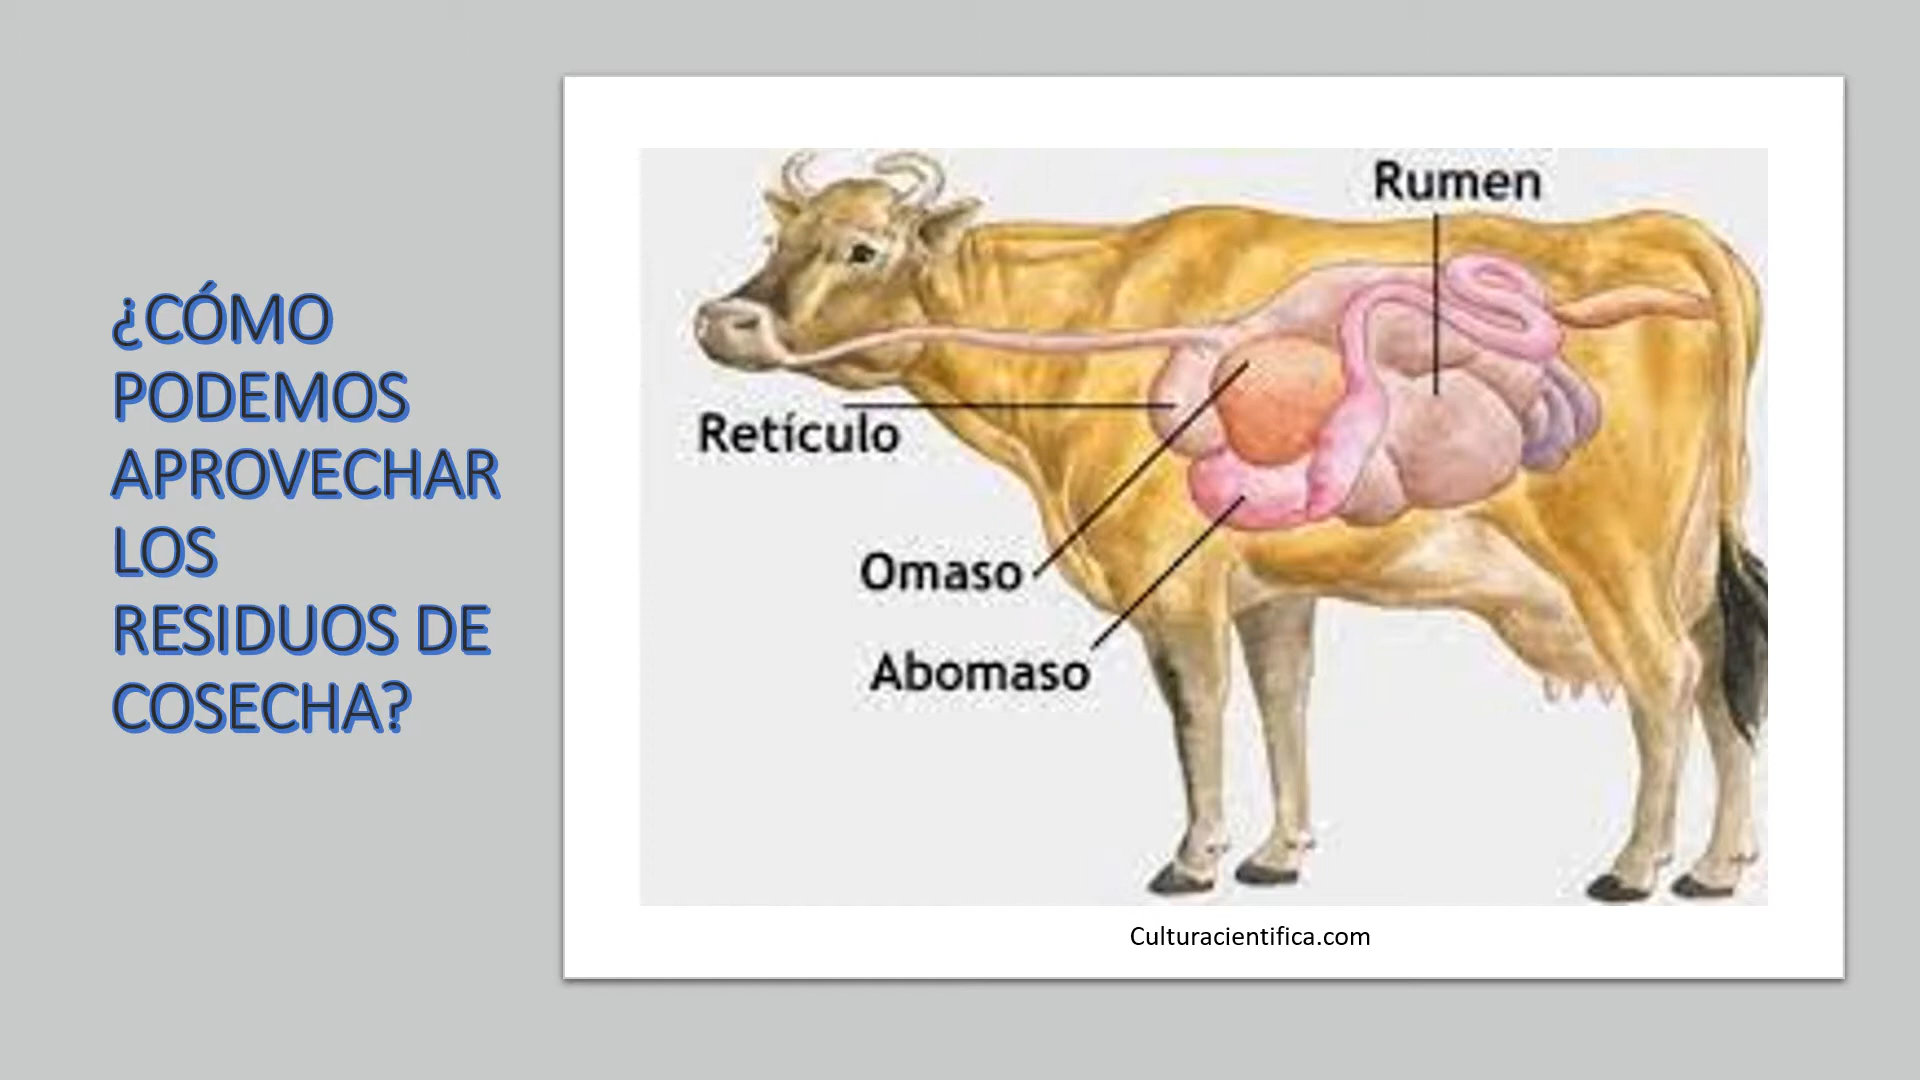 ¿CÓMO
PODEMOS
APROVECHAR
LOS
RESIDUOS DE
COSECHA?
Rumen
Retículo
Omaso
Abomaso
Culturacientifica.com